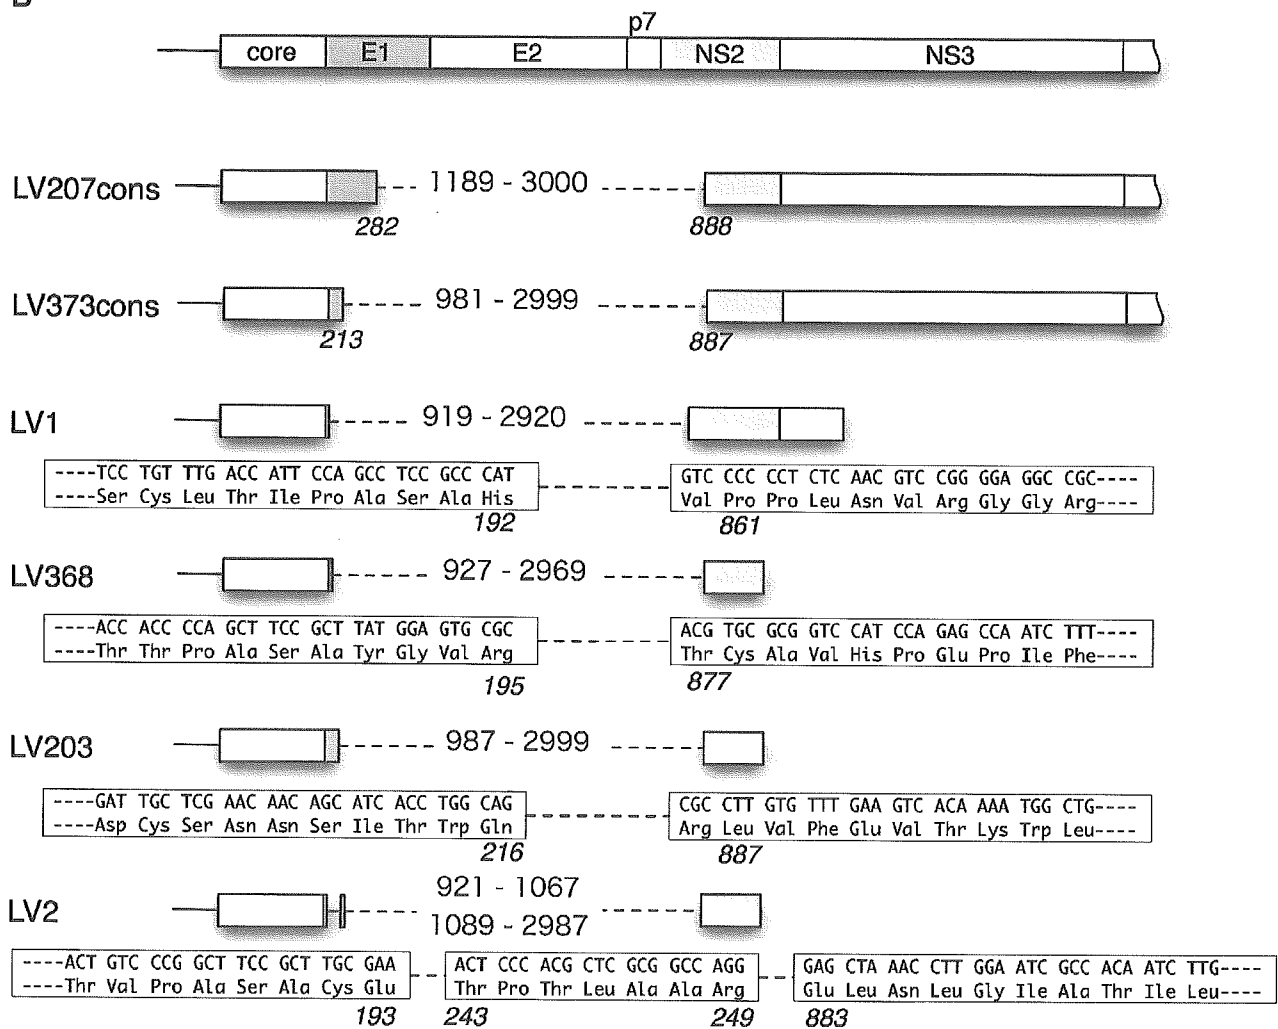 p7
core E1 E2 NS2 NS3
LV207cons 1189 - 3000
282 888
LV373cons 981 - 2999
213 887
LV1 919 - 2920
----TCC TGT TTG ACC ATT CCA GCC TCC GCC CAT GTC CCC CCT CTC AAC GTC CGG GGA GGC CGC----
----Ser Cys Leu Thr Ile Pro Ala Ser Ala His Val Pro Pro Leu Asn Val Arg Gly Gly Arg----
192 861
LV368 927 - 2969
----ACC ACC CCA GCT TCC GCT TAT GGA GTG CGC ACG TGC GCG GTC CAT CCA GAG CCA ATC TTT----
----Thr Thr Pro Ala Ser Ala Tyr Gly Val Arg Thr Cys Ala Val His Pro Glu Pro Ile Phe----
195 877
LV203 987 - 2999
----GAT TGC TCG AAC AAC AGC ATC ACC TGG CAG CGC CTT GTG TTT GAA GTC ACA AAA TGG CTG----
----Asp Cys Ser Asn Asn Ser Ile Thr Trp Gln Arg Leu Val Phe Glu Val Thr Lys Trp Leu----
216 887
921 - 1067
LV2 1089 - 2987
----ACT GTC CCG GCT TCC GCT TGC GAA ACT CCC ACG CTC GCG GCC AGG GAG CTA AAC CTT GGA ATC GCC ACA ATC TTG----
----Thr Val Pro Ala Ser Ala Cys Glu Thr Pro Thr Leu Ala Ala Arg Glu Leu Asn Leu Gly Ile Ala Thr Ile Leu----
193 243 249 883